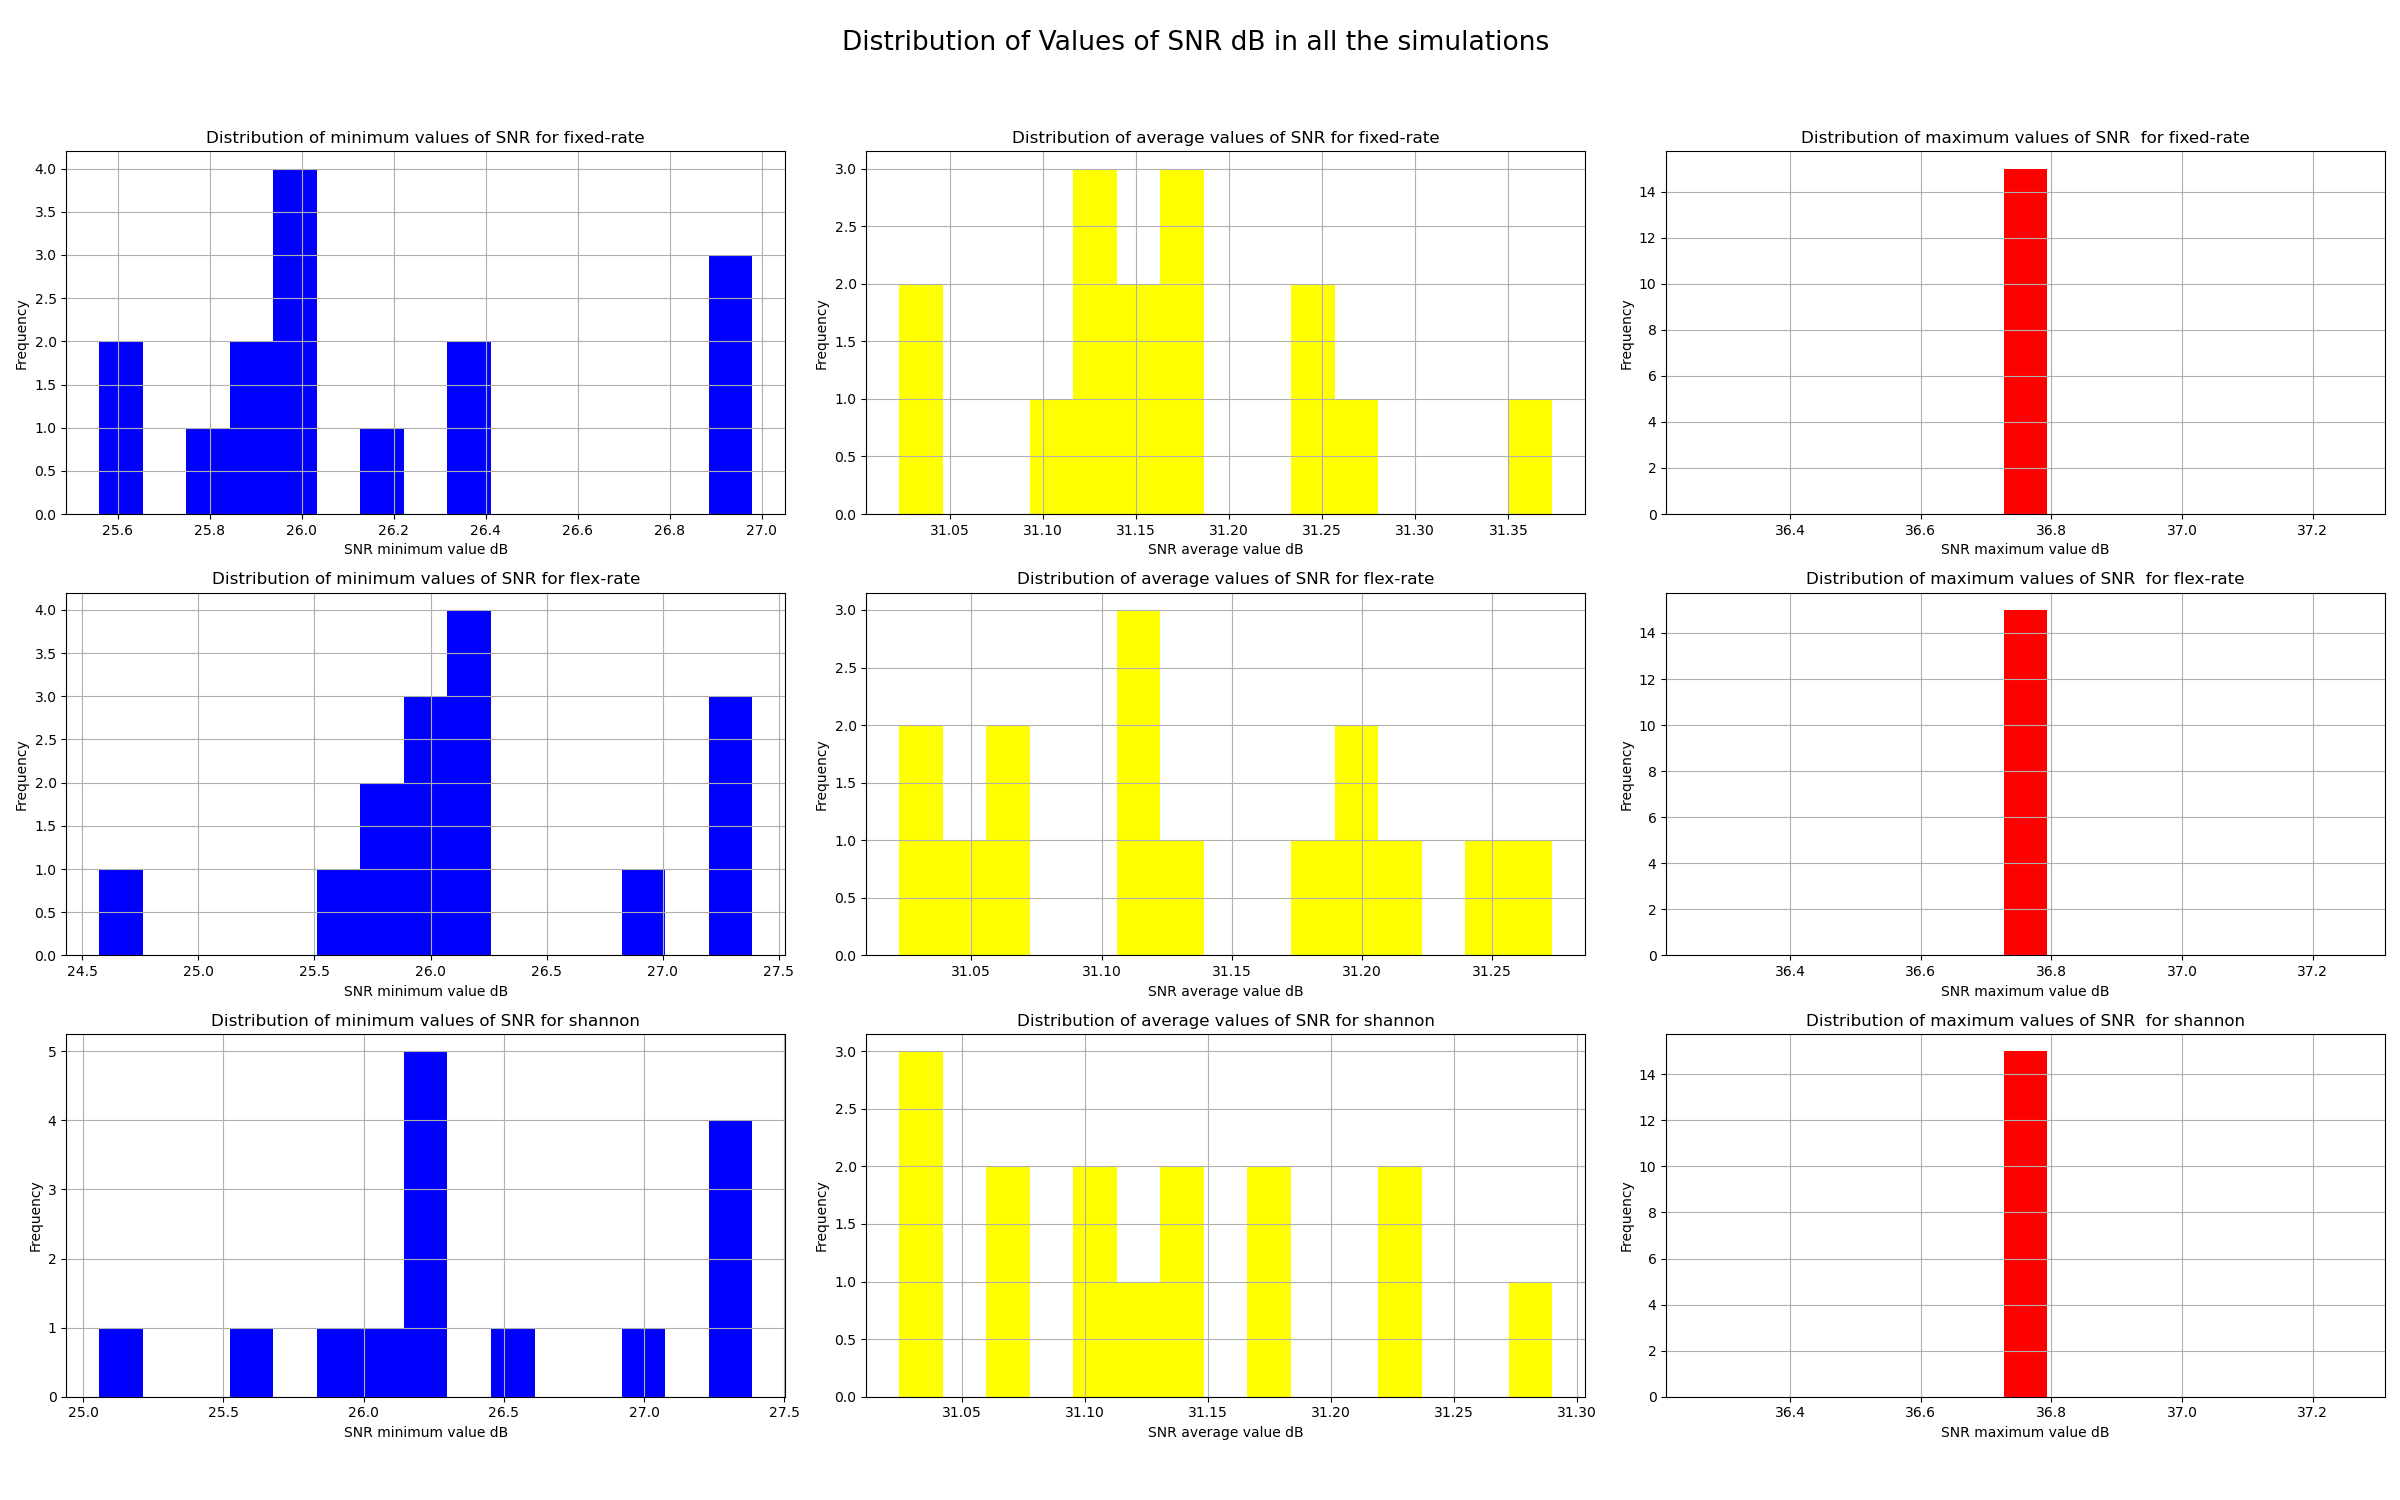 Distribution of Values of SNR dB in all the simulations
Distribution of minimum values of SNR for fixed-rate
Frequency
4.0
3.5
3.0
2.5
2.0
1.5
1.0
0.5
0.0
25.6 25.8 26.0 26.2 26.4 26.6 26.8 27.0
SNR minimum value dB
Distribution of average values of SNR for fixed-rate
Frequency
3.0
2.5
2.0
1.5
1.0
0.5
0.0
31.05 31.10 31.15 31.20 31.25 31.30 31.35
SNR average value dB
Distribution of maximum values of SNR  for fixed-rate
Frequency
14
12
10
8
6
4
2
0
36.4 36.6 36.8 37.0 37.2
SNR maximum value dB
Distribution of minimum values of SNR for flex-rate
Frequency
4.0
3.5
3.0
2.5
2.0
1.5
1.0
0.5
0.0
24.5 25.0 25.5 26.0 26.5 27.0 27.5
SNR minimum value dB
Distribution of average values of SNR for flex-rate
Frequency
3.0
2.5
2.0
1.5
1.0
0.5
0.0
31.05 31.10 31.15 31.20 31.25
SNR average value dB
Distribution of maximum values of SNR  for flex-rate
Frequency
14
12
10
8
6
4
2
0
36.4 36.6 36.8 37.0 37.2
SNR maximum value dB
Distribution of minimum values of SNR for shannon
Frequency
5
4
3
2
1
0
25.0 25.5 26.0 26.5 27.0 27.5
SNR minimum value dB
Distribution of average values of SNR for shannon
Frequency
3.0
2.5
2.0
1.5
1.0
0.5
0.0
31.05 31.10 31.15 31.20 31.25 31.30
SNR average value dB
Distribution of maximum values of SNR  for shannon
Frequency
14
12
10
8
6
4
2
0
36.4 36.6 36.8 37.0 37.2
SNR maximum value dB